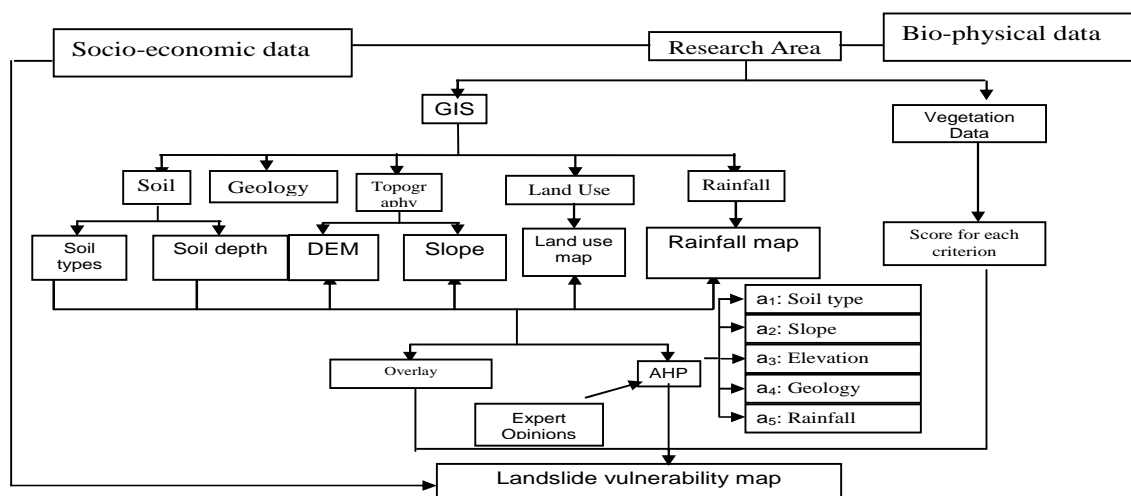 Socio-economic data
Research Area
Bio-physical data
GIS
Vegetation
Data
Soil
Geology
Topogr
aphy
Land Use
Rainfall
Soil
types
Soil depth
DEM
Slope
Land use
map
Rainfall map
Score for each
criterion
a1: Soil type
a2: Slope
a3: Elevation
a4: Geology
a5: Rainfall
Overlay
AHP
Expert
Opinions
Landslide vulnerability map